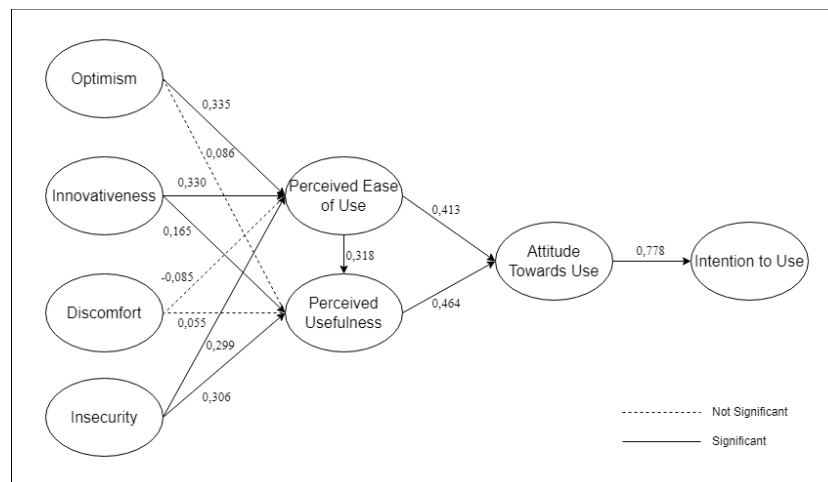 Optimism
0,335
0,086
Innovativeness
0,330
Perceived Ease
of Use
0,413
0,165
0,318
Attitude
Towards Use
0,778
Intention to Use
-0,085
Discomfort
0,055
Perceived
Usefulness
0,464
0,299
0,306
Insecurity
Not Significant
Significant